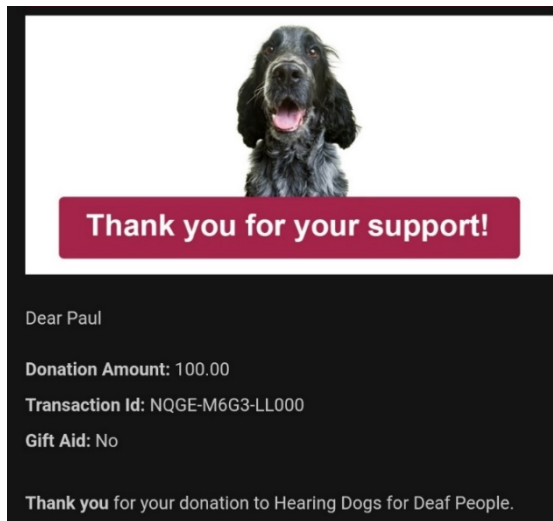 Thank you for your support!
Dear Paul
Donation Amount: 100.00
Transaction Id: NQGE-M6G3-LL000
Gift Aid: No
Thank you for your donation to Hearing Dogs for Deaf People.